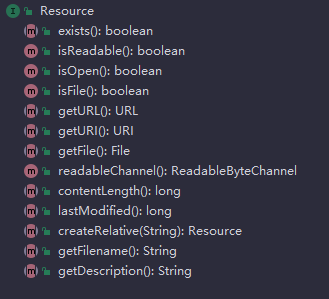 Resource
exists(): boolean
isReadable(): boolean
isOpen(): boolean
isFile(): boolean
getURL(): URL
getURI(): URI
getFile(): File
readableChannel(): ReadableByteChannel
contentLength(): long
lastModified(): long
createRelative(String): Resource
getFilename(): String
getDescription(): String